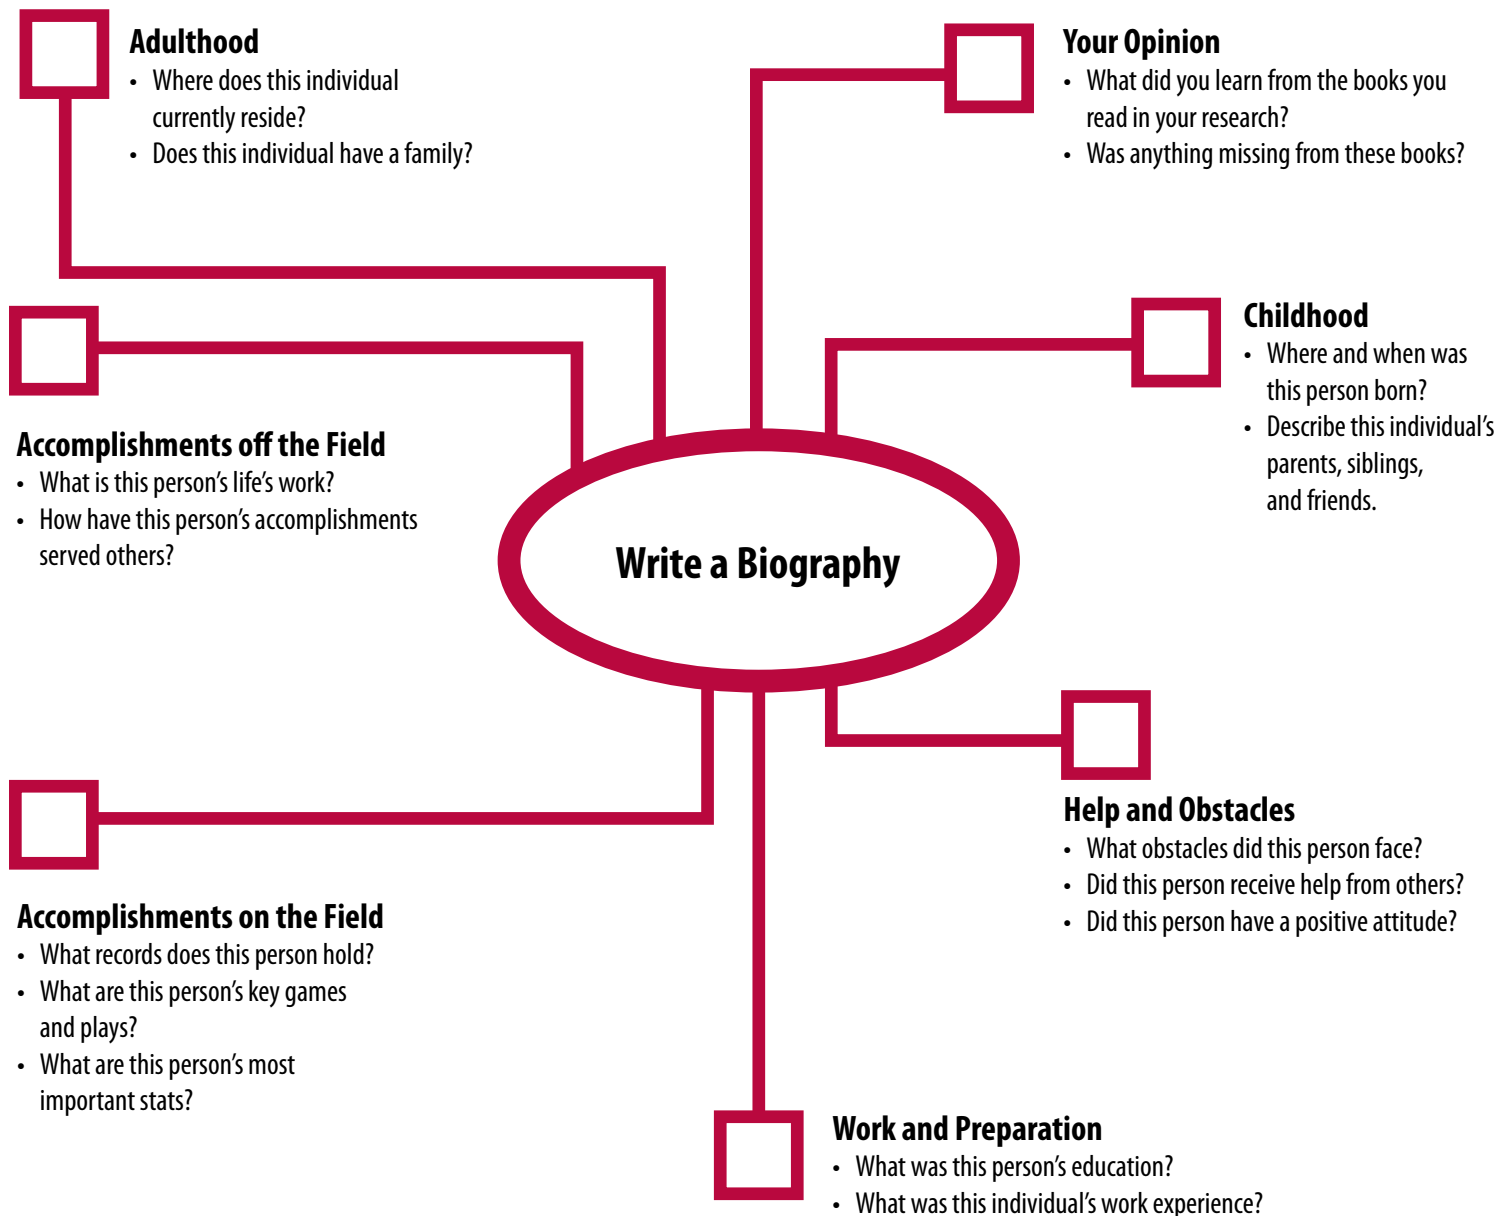 Adulthood
• Where does this individual
currently reside?
• Does this individual have a family?
Your Opinion
• What did you learn from the books you
read in your research?
• Was anything missing from these books?
Childhood
• Where and when was
this person born?
• Describe this individual's
parents, siblings,
and friends.
Accomplishments off the Field
• What is this person's life's work?
• How have this person's accomplishments
served others?
Write a Biography
Help and Obstacles
• What obstacles did this person face?
• Did this person receive help from others?
• Did this person have a positive attitude?
Accomplishments on the Field
• What records does this person hold?
• What are this person's key games
and plays?
• What are this person's most
important stats?
Work and Preparation
• What was this person's education?
• What was this individual's work experience?